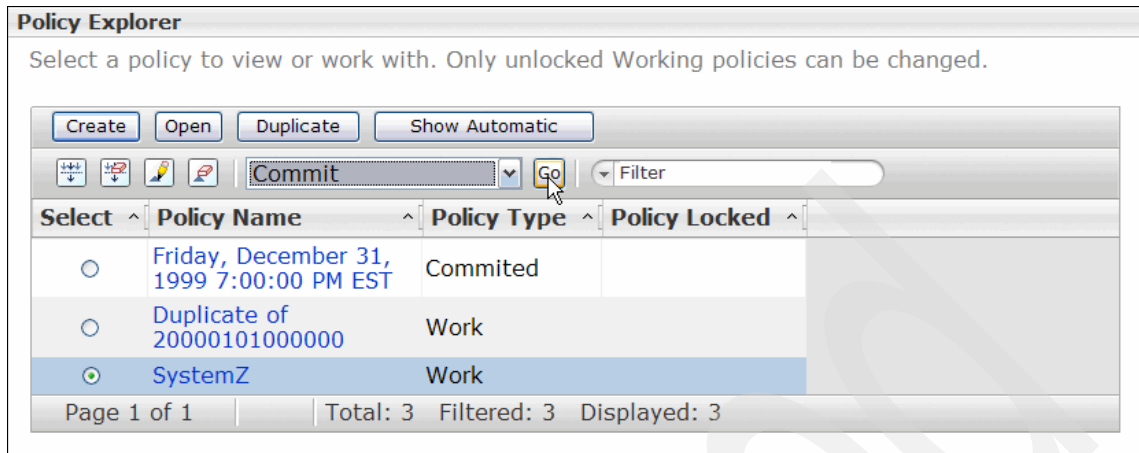 Policy Explorer
Select a policy to view or work with. Only unlocked Working policies can be changed.
Create Open Duplicate Show Automatic
Commit Go Filter
Select Policy Name Policy Type Policy Locked
Friday, December 31,
1999 7:00:00 PM EST Commited
Duplicate of
20000101000000 Work
SystemZ Work
Page 1 of 1 Total: 3 Filtered: 3 Displayed: 3